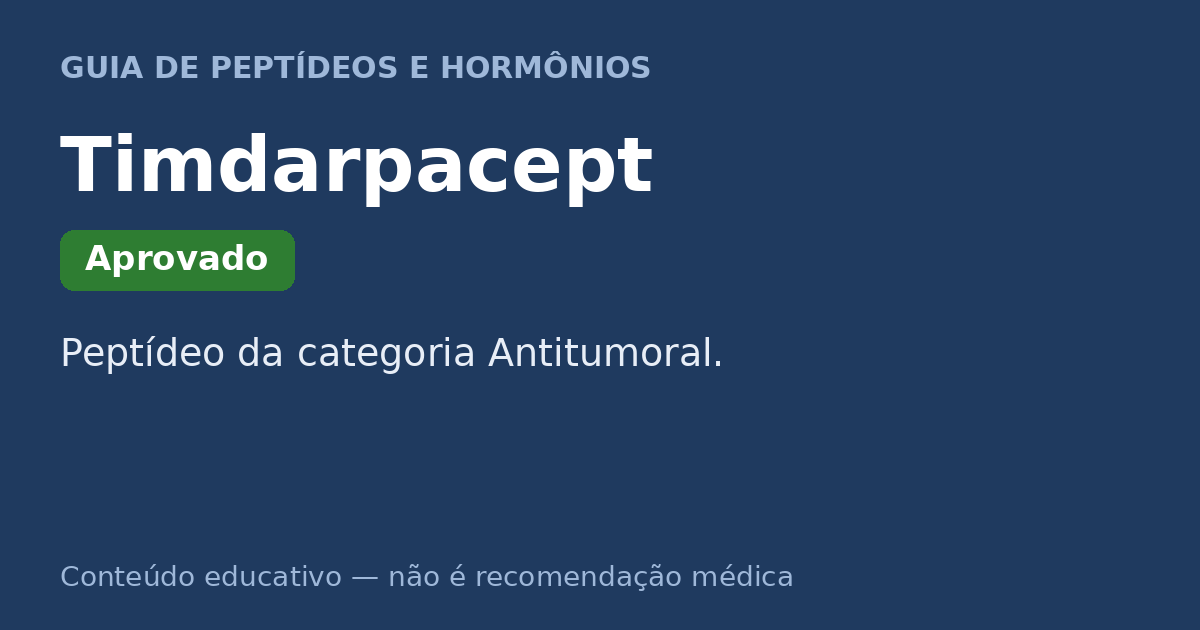 GUIA DE PEPTÍDEOS E HORMÔNIOS
Timdarpacept
Aprovado
Peptídeo da categoria Antitumoral.
Conteúdo educativo — não é recomendação médica